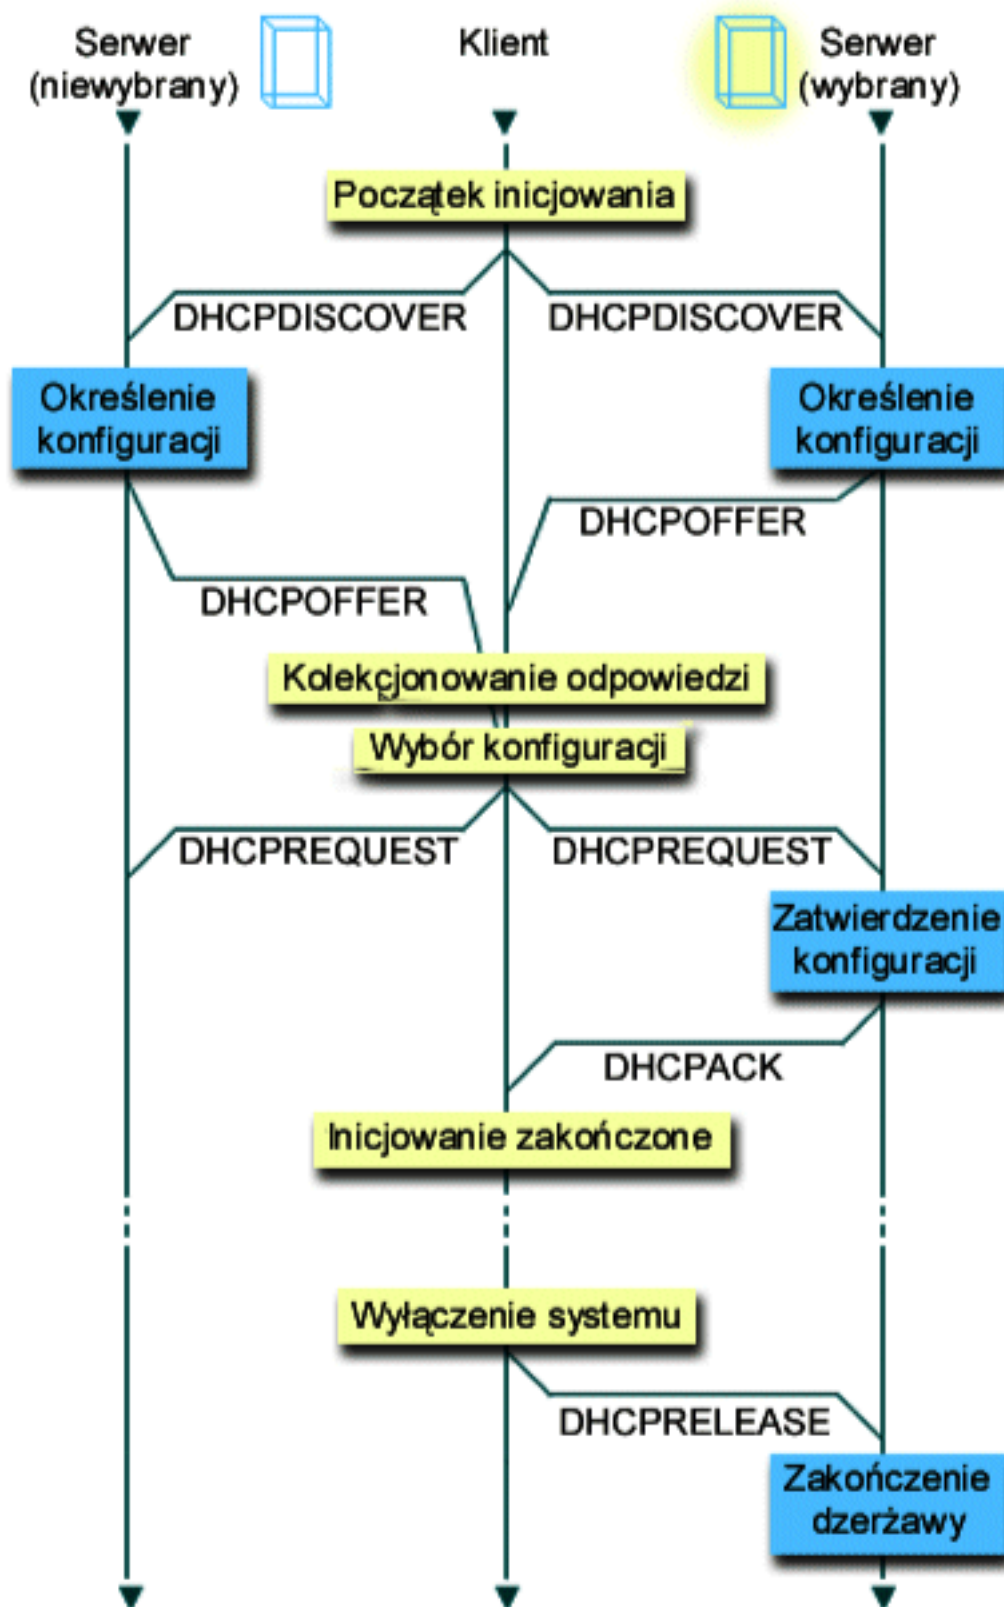 Serwer
(niewybrany)
Klient
Serwer
(wybrany)
Początek inicjowania
DHCPDISCOVER
DHCPDISCOVER
Określenie
konfiguracji
Określenie
konfiguracji
DHCPOFFER
DHCPOFFER
Kolekcjonowanie odpowiedzi
Wybór konfiguracji
DHCPREQUEST
DHCPREQUEST
Zatwierdzenie
konfiguracji
DHCPACK
Inicjowanie zakończone
Wyłączenie systemu
DHCPRELEASE
Zakończenie
dzerżawy